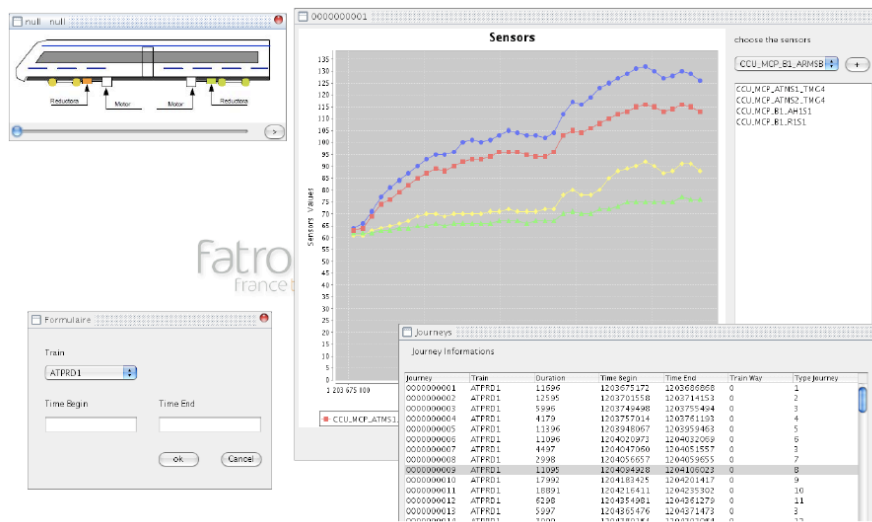 null null
Reductors
Motor
Motor
Reductors
>
0000000001
Sensors
Sensors Values
135
130
125
120
115
110
105
100
95
90
85
80
75
70
65
60
55
50
45
40
35
30
25
20
15
10
5
0
1 203 675 000
CCU_MCP_ATMS1_
choose the sensors
CCU_MCP_B1_ARMSB
+
CCU_MCP_ATMS1_TMG4
CCU_MCP_ATMS2_TMG4
CCU_MCP_B1_AH1S1
CCU_MCP_B1_R1S1
Fatro
france
Formulaire
Train
ATPRD1
Time Begin Time End
ok Cancel
Journeys
Journey Informations
Journey Train Duration Time Begin Time End Train Way Type Journey
0000000001 ATPRD1 11696 1203675172 1203686868 0 1
0000000002 ATPRD1 12595 1203701558 1203714153 0 2
0000000003 ATPRD1 5996 1203749498 1203755494 0 3
0000000004 ATPRD1 4179 1203757014 1203761193 0 4
0000000005 ATPRD1 11396 1203948067 1203959463 0 5
0000000006 ATPRD1 11096 1204020973 1204032069 0 6
0000000007 ATPRD1 4497 1204047060 1204051557 0 3
0000000008 ATPRD1 2998 1204056657 1204059655 0 7
0000000009 ATPRD1 11095 1204094928 1204106023 0 8
0000000010 ATPRD1 17992 1204183425 1204201417 0 9
0000000011 ATPRD1 18891 1204216411 1204235302 0 10
0000000012 ATPRD1 6298 1204354981 1204361279 0 11
0000000013 ATPRD1 5997 1204365476 1204371473 0 3